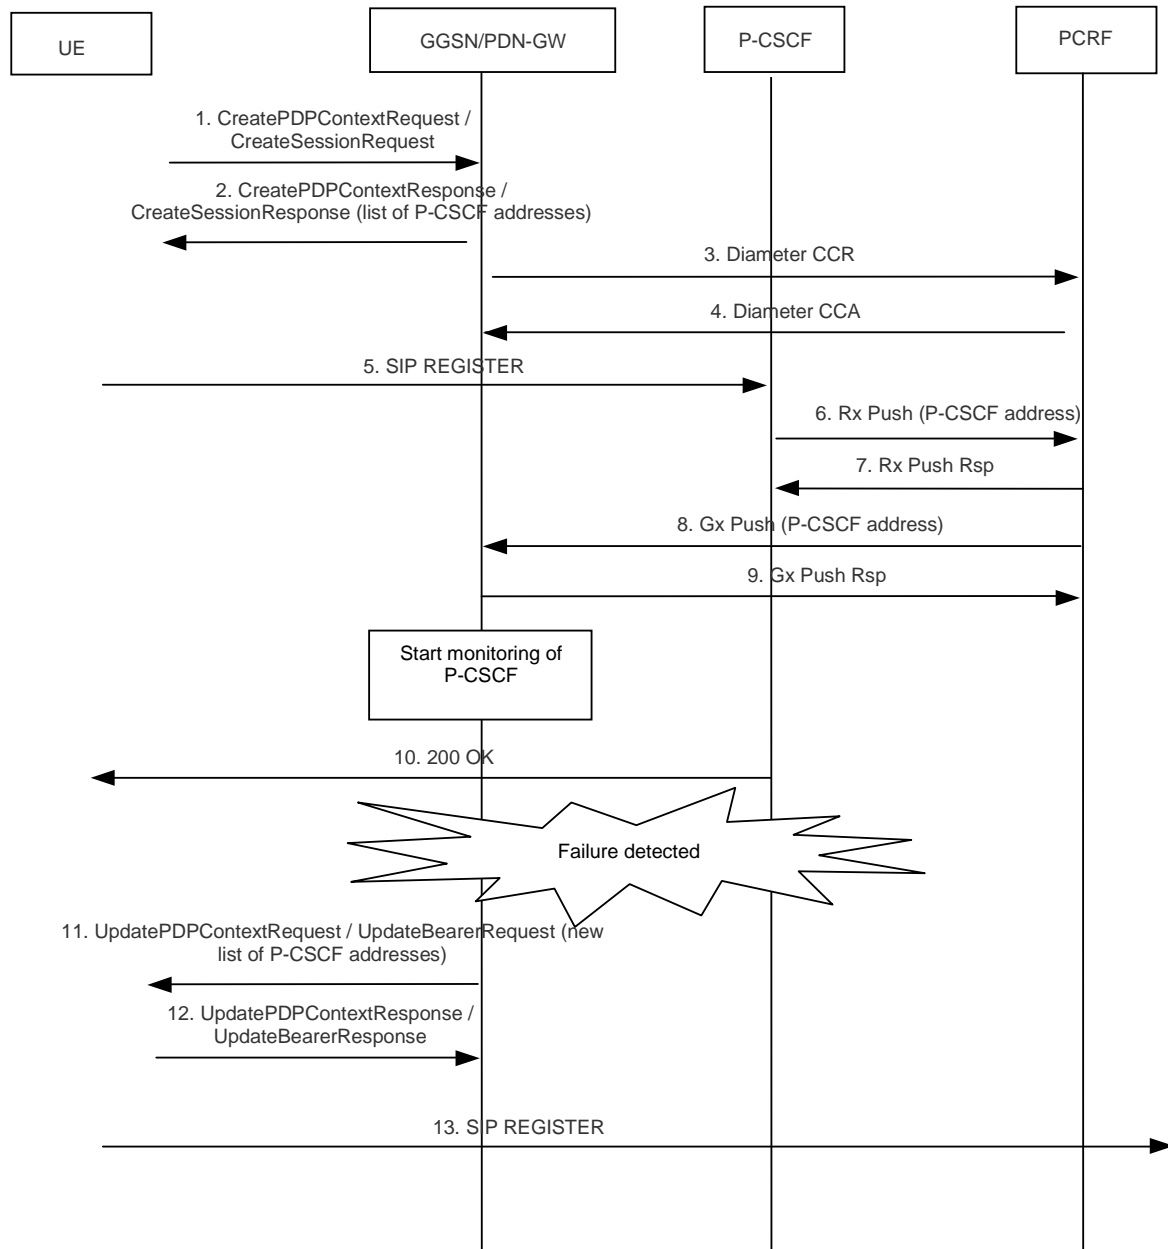 UE
GGSN/PDN-GW
P-CSCF
PCRF
1. CreatePDPContextRequest /
CreateSessionRequest
2. CreatePDPContextResponse /
CreateSessionResponse (list of P-CSCF addresses)
3. Diameter CCR
4. Diameter CCA
5. SIP REGISTER
6. Rx Push (P-CSCF address)
7. Rx Push Rsp
8. Gx Push (P-CSCF address)
9. Gx Push Rsp
Start monitoring of
P-CSCF
10. 200 OK
Failure detected
11. UpdatePDPContextRequest / UpdateBearerRequest (new
list of P-CSCF addresses)
12. UpdatePDPContextResponse /
UpdateBearerResponse
13. SIP REGISTER